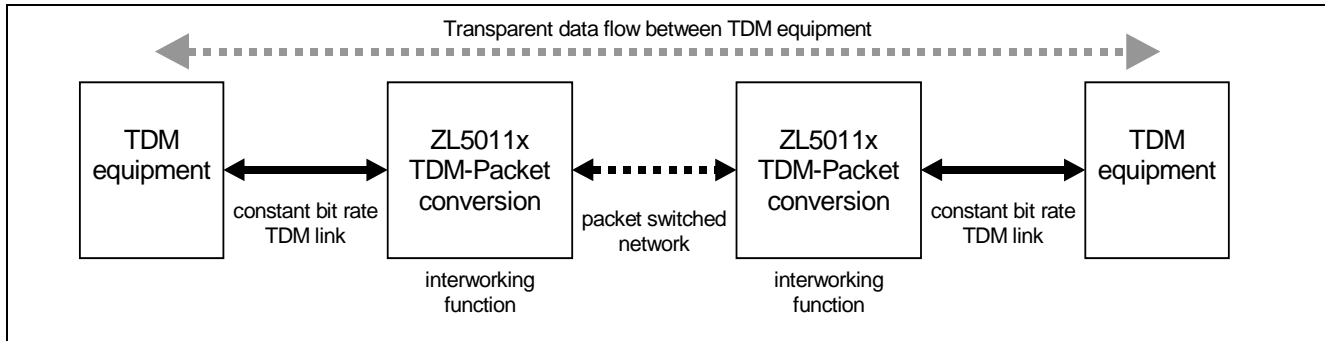 Transparent data flow between TDM equipment
TDM
equipment
constant bit rate
TDM link
ZL5011x
TDM-Packet
conversion
interworking
function
packet switched
network
ZL5011x
TDM-Packet
conversion
interworking
function
constant bit rate
TDM link
TDM
equipment